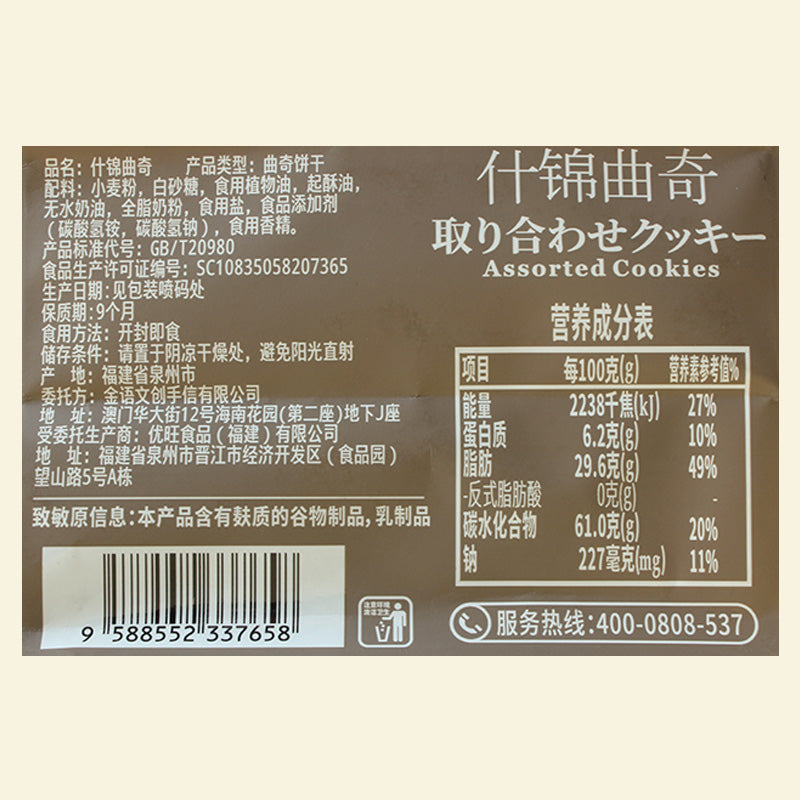 品名：什锦曲奇 产品类型：曲奇饼干
配料：小麦粉，白砂糖，食用植物油，起酥油，
无水奶油，全脂奶粉，食用盐，食品添加剂
（碳酸氢铵，碳酸氢钠），食用香精。
产品标准代号：GB/T20980
食品生产许可证编号：SC10835058207365
生产日期：见包装喷码处
保质期：9个月
食用方法：开封即食
储存条件：请置于阴凉干燥处，避免阳光直射
产 地：福建省泉州市
委托方：金语文创手信有限公司
地 址：澳门华大街12号海南花园(第二座)地下J座
受委托生产商：优旺食品（福建）有限公司
地 址：福建省泉州市晋江市经济开发区（食品园）
望山路5号A栋
致敏原信息：本产品含有麸质的谷物制品，乳制品
9 588552 337658
注意环境
清洁卫生
什锦曲奇
取り合わせクッキー
Assorted Cookies
营养成分表
项目 每100克(g) 营养素参考值%
能量 2238千焦(kJ) 27%
蛋白质 6.2克(g) 10%
脂肪 29.6克(g) 49%
-反式脂肪酸 0克(g) -
碳水化合物 61.0克(g) 20%
钠 227毫克(mg) 11%
服务热线：400-0808-537